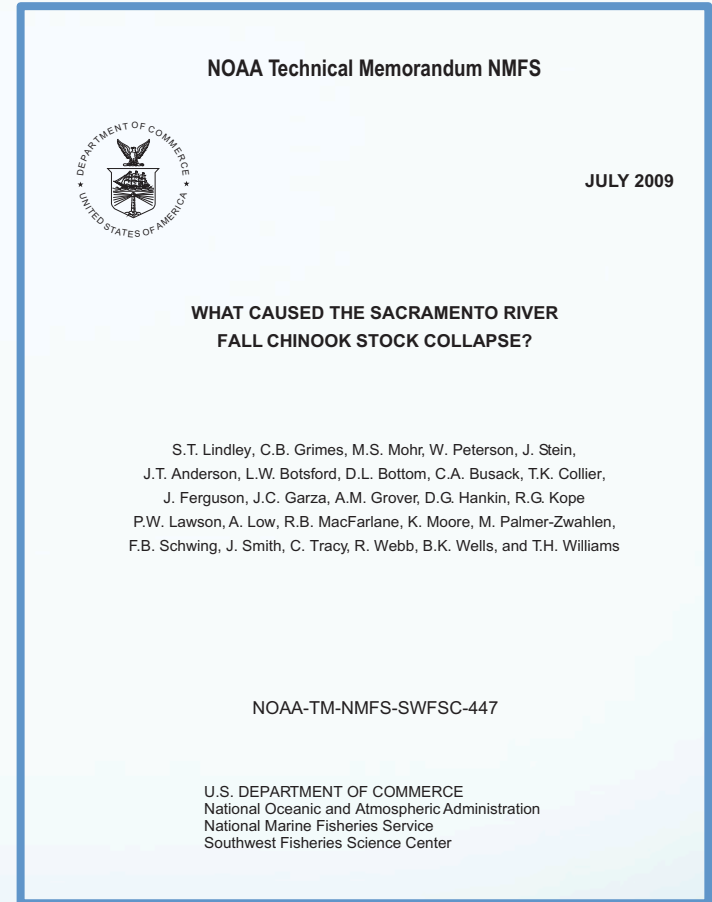 NOAA Technical Memorandum NMFS
DEPARTMENT OF COMMERCE
UNITED STATES OF AMERICA
JULY 2009
WHAT CAUSED THE SACRAMENTO RIVER
FALL CHINOOK STOCK COLLAPSE?
S.T. Lindley, C.B. Grimes, M.S. Mohr, W. Peterson, J. Stein,
J.T. Anderson, L.W. Botsford, D.L. Bottom, C.A. Busack, T.K. Collier,
J. Ferguson, J.C. Garza, A.M. Grover, D.G. Hankin, R.G. Kope
P.W. Lawson, A. Low, R.B. MacFarlane, K. Moore, M. Palmer-Zwahlen,
F.B. Schwing, J. Smith, C. Tracy, R. Webb, B.K. Wells, and T.H. Williams
NOAA-TM-NMFS-SWFSC-447
U.S. DEPARTMENT OF COMMERCE
National Oceanic and Atmospheric Administration
National Marine Fisheries Service
Southwest Fisheries Science Center